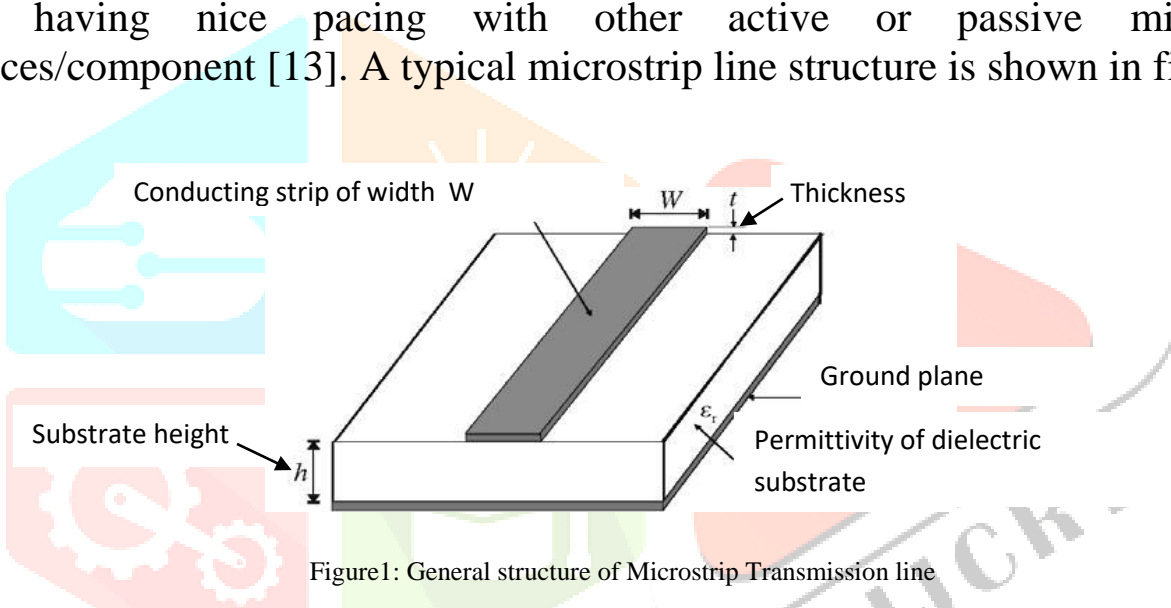 having nice pacing with other active or passive mi
ces/component [13]. A typical microstrip line structure is shown in fi
Conducting strip of width W
W
t
Thickness
Ground plane
εr
Substrate height
Permittivity of dielectric
substrate
h
Figure1: General structure of Microstrip Transmission line